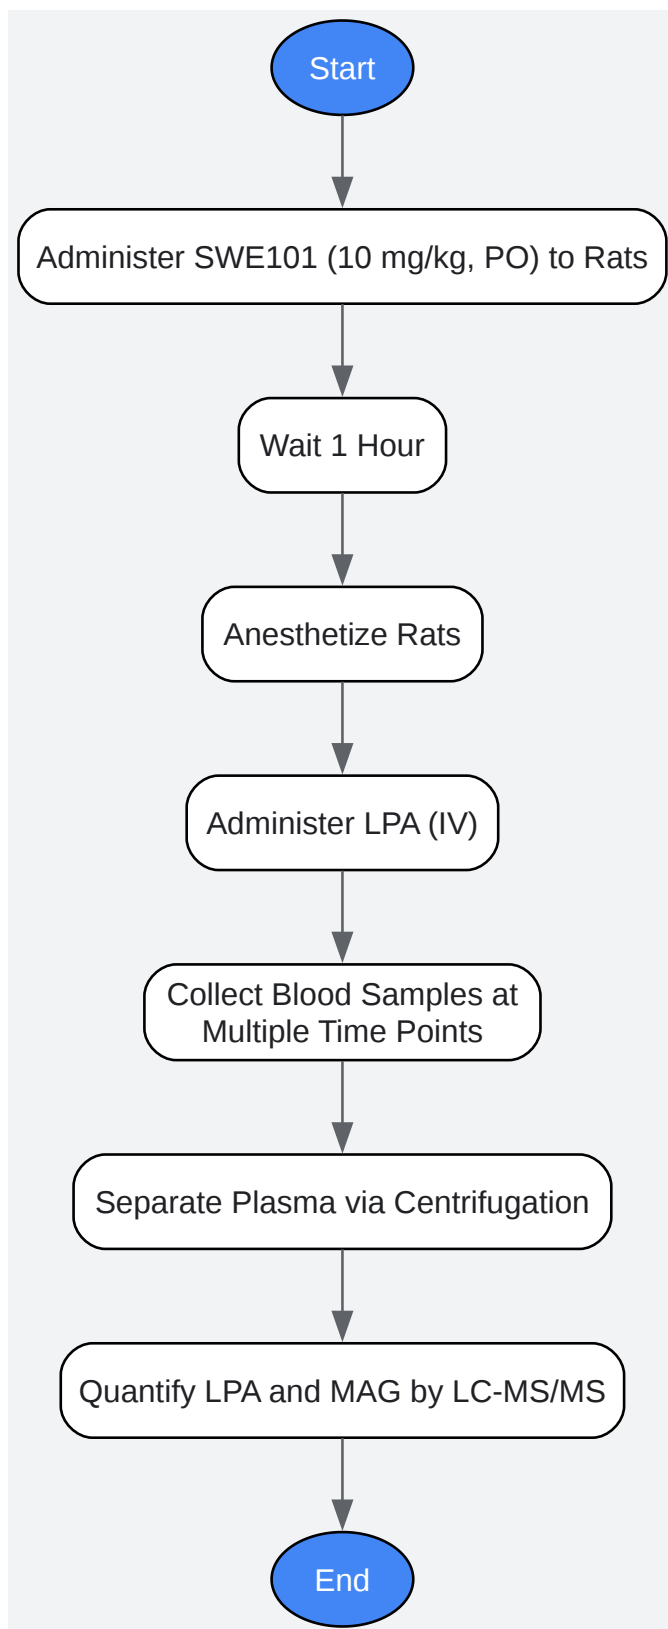 Start
Administer SWE101 (10 mg/kg, PO) to Rats
Wait 1 Hour
Anesthetize Rats
Administer LPA (IV)
Collect Blood Samples at
Multiple Time Points
Separate Plasma via Centrifugation
Quantify LPA and MAG by LC-MS/MS
End